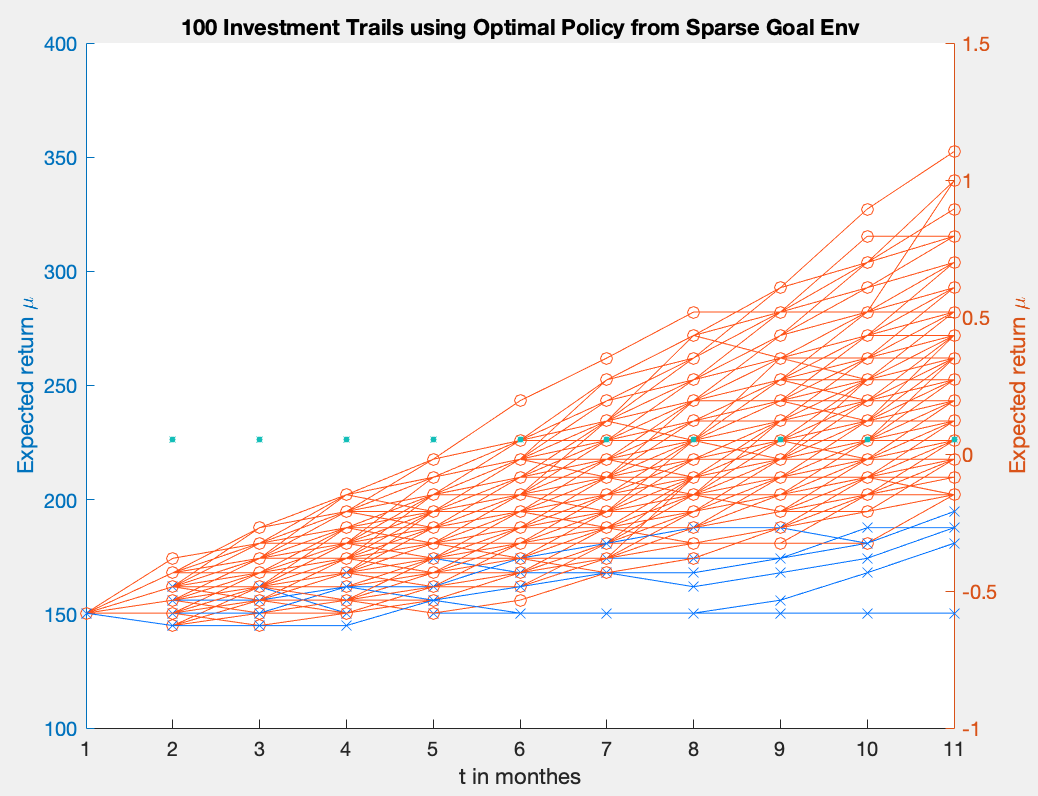 100 Investment Trails using Optimal Policy from Sparse Goal Env
400
350
300
250
200
150
100
Expected return μ
1.5
1
0.5
0
-0.5
-1
Expected return μ
1 2 3 4 5 6 7 8 9 10 11
t in monthes